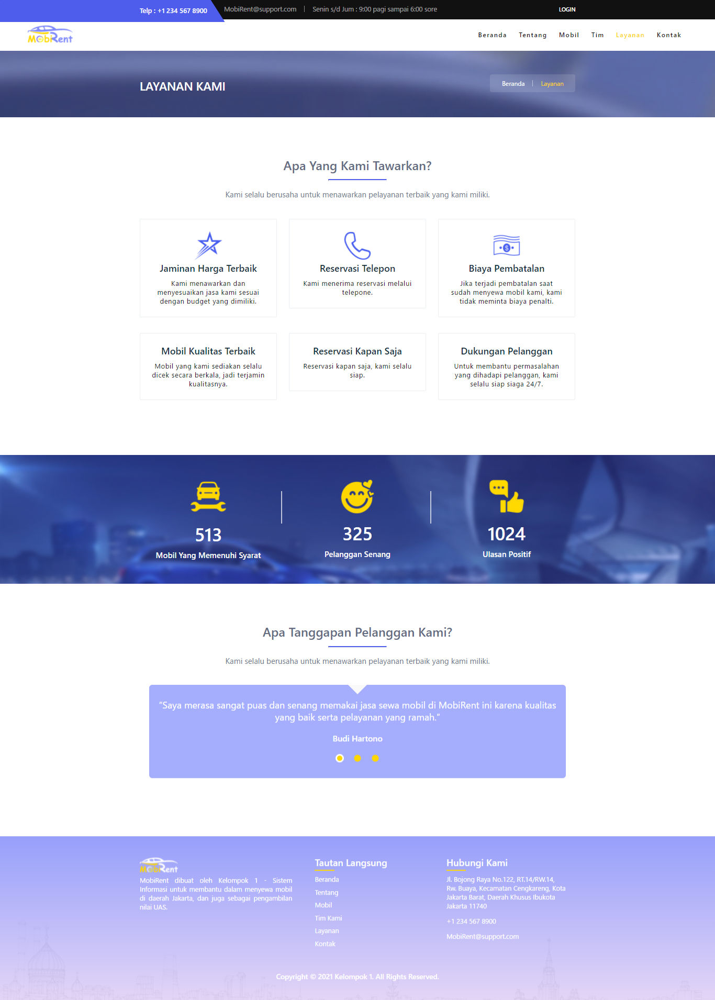 Telp : +1 234 567 8900
MobiRent@support.com
Senin s/d Jum : 9:00 pagi sampai 6:00 sore
LOGIN
MobiRent
Beranda
Tentang
Mobil
Tim
Layanan
Kontak
LAYANAN KAMI
Beranda
Layanan
Apa Yang Kami Tawarkan?
Kami selalu berusaha untuk menawarkan pelayanan terbaik yang kami miliki.
Jaminan Harga Terbaik
Kami menawarkan dan
menyesuaikan jasa kami sesuai
dengan budget yang dimiliki.
Reservasi Telepon
Kami menerima reservasi melalui
telepone.
Biaya Pembatalan
Jika terjadi pembatalan saat
sudah menyewa mobil kami, kami
tidak meminta biaya penalti.
Mobil Kualitas Terbaik
Mobil yang kami sediakan selalu
dicek secara berkala, jadi terjamin
kualitasnya.
Reservasi Kapan Saja
Reservasi kapan saja, kami selalu
siap.
Dukungan Pelanggan
Untuk membantu permasalahan
yang dihadapi pelanggan, kami
selalu siap siaga 24/7.
513
Mobil Yang Memenuhi Syarat
325
Pelanggan Senang
1024
Ulasan Positif
Apa Tanggapan Pelanggan Kami?
Kami selalu berusaha untuk menawarkan pelayanan terbaik yang kami miliki.
“Saya merasa sangat puas dan senang memakai jasa sewa mobil di MobiRent ini karena kualitas
yang baik serta pelayanan yang ramah.”
Budi Hartono
MobiRent
MobiRent dibuat oleh Kelompok 1 - Sistem
Informasi untuk membantu dalam menyewa mobil
di daerah Jakarta, dan juga sebagai pengambilan
nilai UAS.
Tautan Langsung
Beranda
Tentang
Mobil
Tim Kami
Layanan
Kontak
Hubungi Kami
Jl. Bojong Raya No.122, RT.14/RW.14,
Rw. Buaya, Kecamatan Cengkareng, Kota
Jakarta Barat, Daerah Khusus Ibukota
Jakarta 11740
+1 234 567 8900
MobiRent@support.com
Copyright © 2021 Kelompok 1. All Rights Reserved.